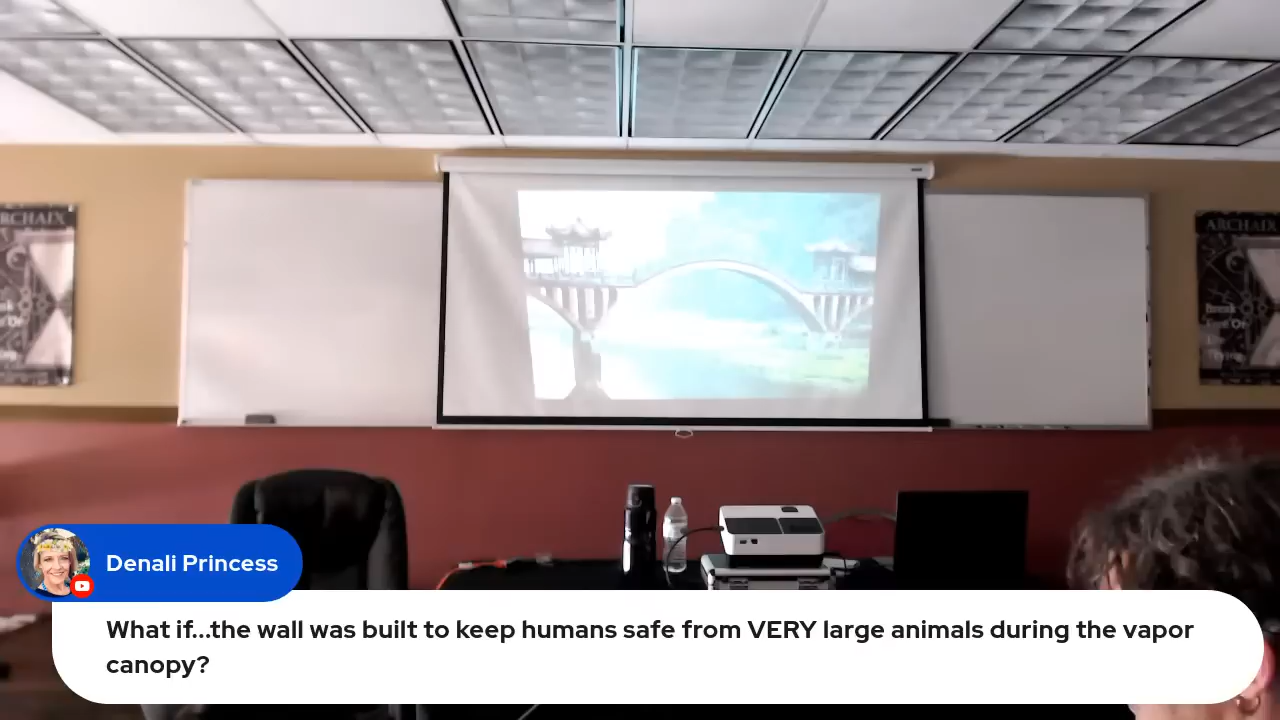 ARCHAIX
ARCHAIX
Break
Denali Princess
What if...the wall was built to keep humans safe from VERY large animals during the vapor
canopy?